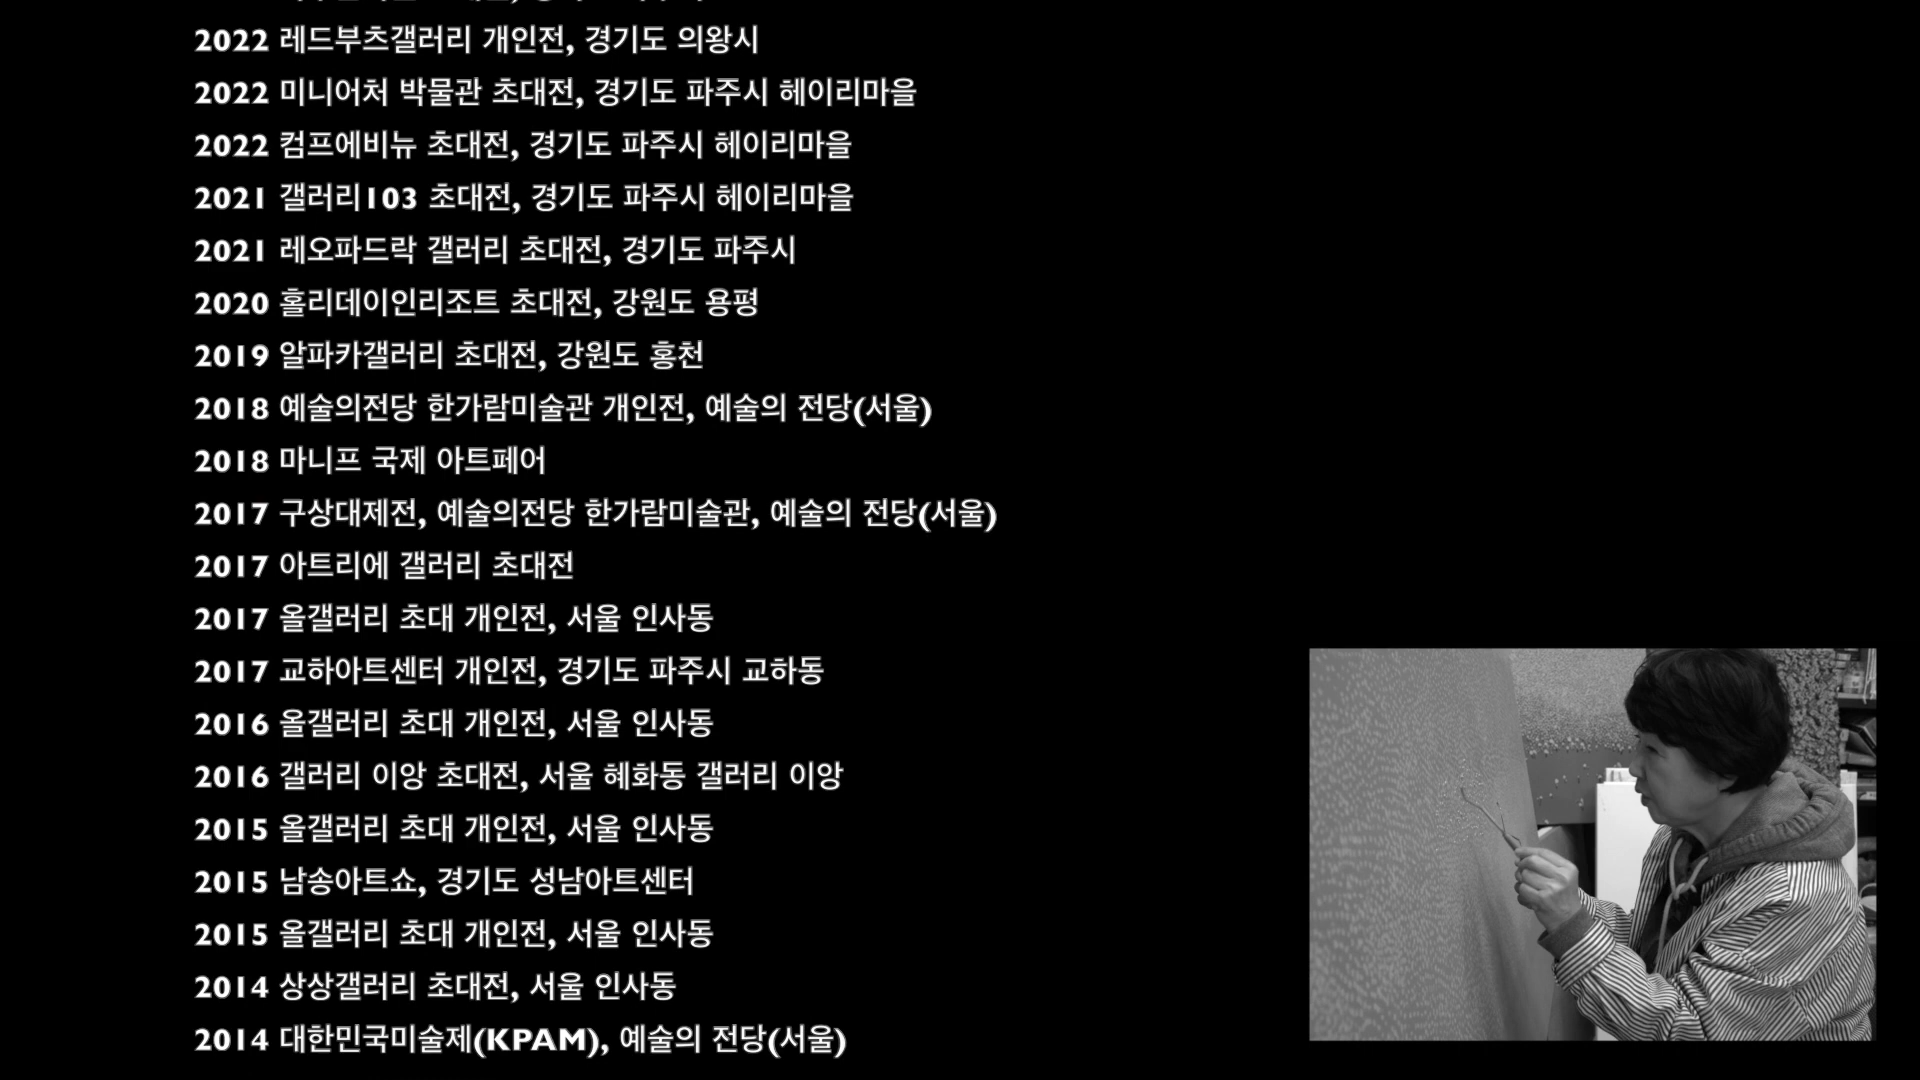 2022 레드부츠갤러리 개인전, 경기도 의왕시
2022 미니어처 박물관 초대전, 경기도 파주시 헤이리마을
2022 컴프에비뉴 초대전, 경기도 파주시 헤이리마을
2021 갤러리103 초대전, 경기도 파주시 헤이리마을
2021 레오파드락 갤러리 초대전, 경기도 파주시
2020 홀리데이인리조트 초대전, 강원도 용평
2019 알파카갤러리 초대전, 강원도 홍천
2018 예술의전당 한가람미술관 개인전, 예술의 전당(서울)
2018 마니프 국제 아트페어
2017 구상대제전, 예술의전당 한가람미술관, 예술의 전당(서울)
2017 아트리에 갤러리 초대전
2017 올갤러리 초대 개인전, 서울 인사동
2017 교하아트센터 개인전, 경기도 파주시 교하동
2016 올갤러리 초대 개인전, 서울 인사동
2016 갤러리 이앙 초대전, 서울 혜화동 갤러리 이앙
2015 올갤러리 초대 개인전, 서울 인사동
2015 남송아트쇼, 경기도 성남아트센터
2015 올갤러리 초대 개인전, 서울 인사동
2014 상상갤러리 초대전, 서울 인사동
2014 대한민국미술제(KPAM), 예술의 전당(서울)